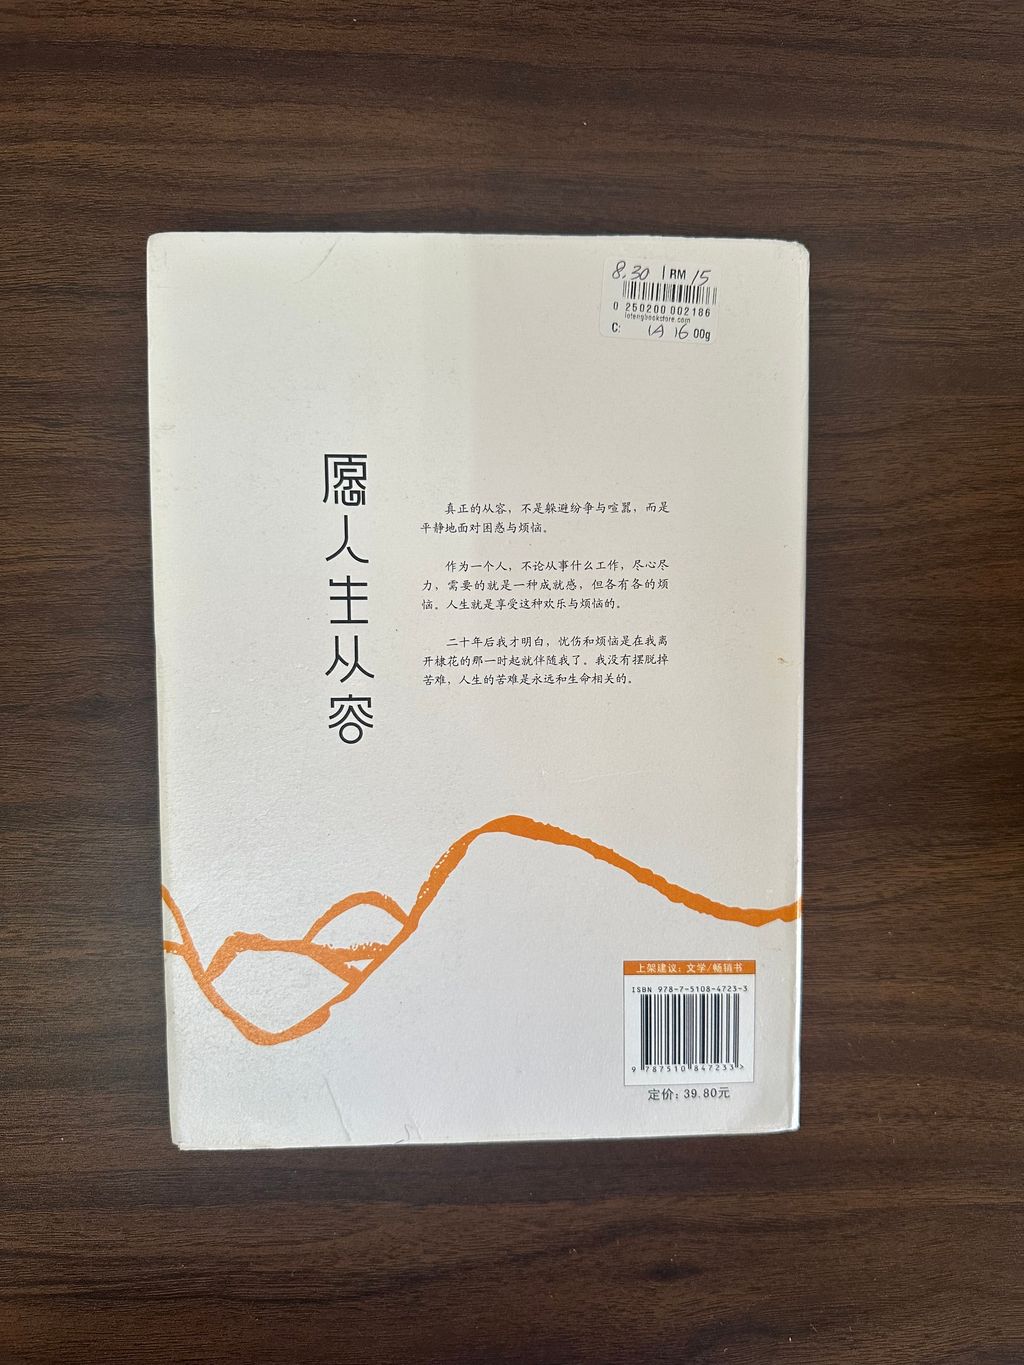 8.30 | RM 15
0 250200 002186
lotengbookstore.com
C: 1A 16 00g
愿人生从容
真正的从容，不是躲避纷争与喧嚣，而是
平静地面对困惑与烦恼。
作为一个人，不论从事什么工作，尽心尽
力，需要的就是一种成就感，但各有各的烦
恼。人生就是享受这种欢乐与烦恼的。
二十年后我才明白，忧伤和烦恼是在我离
开棣花的那一时起就伴随我了。我没有摆脱掉
苦难，人生的苦难是永远和生命相关的。
上架建议：文学/畅销书
ISBN 978-7-5108-4723-3
9 787510 847233 >
定价：39.80元